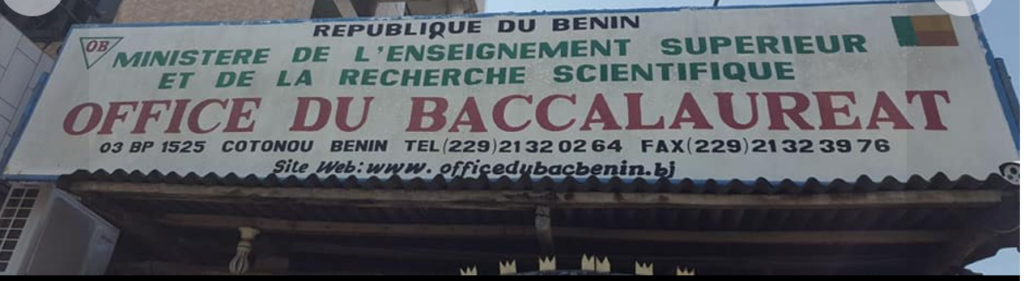 REPUBLIQUE DU BENIN
OB
MINISTERE DE L'ENSEIGNEMENT SUPERIEUR
ET DE LA RECHERCHE SCIENTIFIQUE
OFFICE DU BACCALAUREAT
03 BP 1525 COTONOU BENIN TEL(229)21320264 FAX(229)21323976
Site Web:www.officedubacbenin.bj